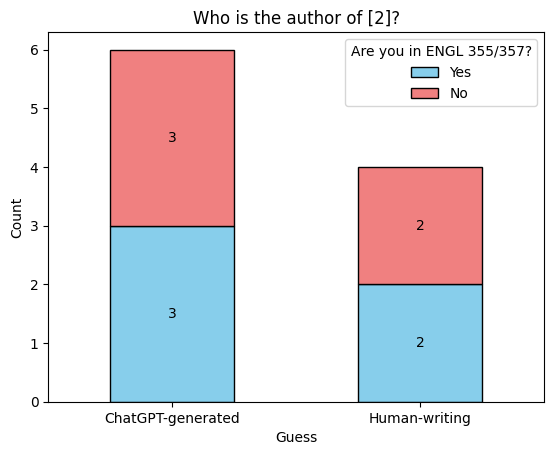 Who is the author of [2]?
Are you in ENGL 355/357?
Yes
No
6
5
4
3
2
1
0
Count
3
3
2
2
ChatGPT-generated
Human-writing
Guess